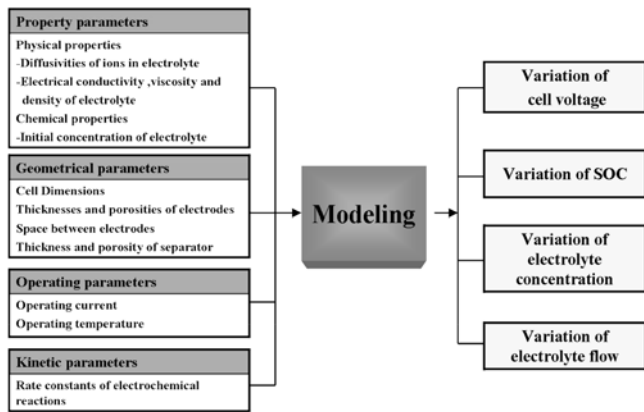 Property parameters
Physical properties
-Diffusivities of ions in electrolyte
-Electrical conductivity ,viscosity and
density of electrolyte
Chemical properties
-Initial concentration of electrolyte
Geometrical parameters
Cell Dimensions
Thicknesses and porosities of electrodes
Space between electrodes
Thickness and porosity of separator
Operating parameters
Operating current
Operating temperature
Kinetic parameters
Rate constants of electrochemical
reactions
Modeling
Variation of
cell voltage
Variation of SOC
Variation of
electrolyte
concentration
Variation of
electrolyte flow